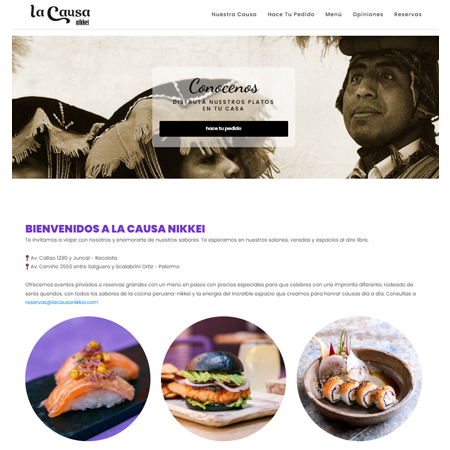 la Causa
nikkei
Nuestra Causa Hace Tu Pedido Menú Opiniones Reservas
Conocenos
DISFRUTÁ NUESTROS PLATOS
EN TU CASA
hace tu pedido
BIENVENIDOS A LA CAUSA NIKKEI
Te invitamos a viajar con nosotros y enamorarte de nuestros sabores. Te esperamos en nuestros salones, veredas y espacios al aire libre.
Av. Callao 1290 y Juncal - Recoleta
Av. Cerviño 3550 entre Salguero y Scalabrini Ortiz - Palermo
Ofrecemos eventos privados o reservas grandes con un menú en pasos con precios especiales para que celebres con una impronta diferente, rodeado de
seres queridos, con todos los sabores de la cocina peruano-nikkei y la energía del increíble espacio que creamos para honrar causas día a día. Consultas a
reservas@lacausanikkei.com